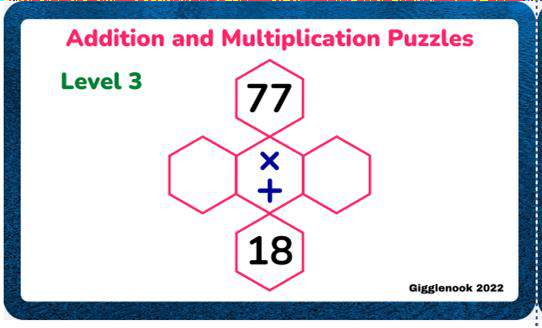 Addition and Multiplication Puzzles
Level 3
77
×
+
18
Gigglenook 2022